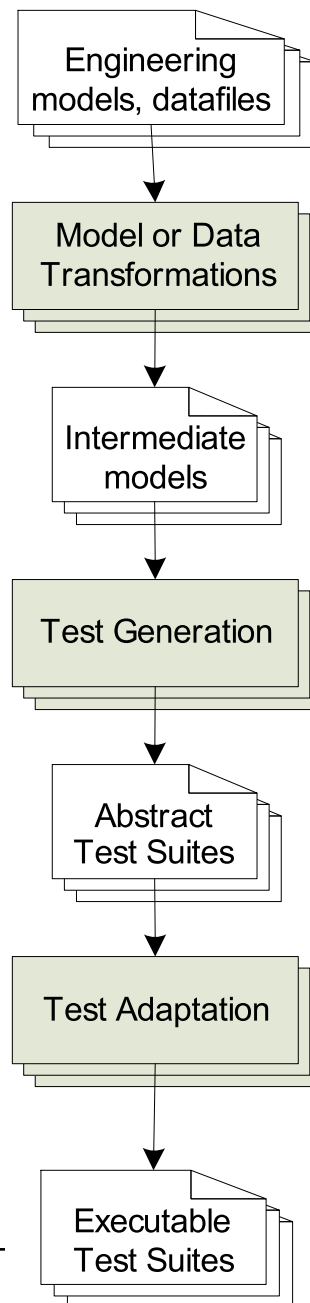 Engineering
models, datafiles
Model or Data
Transformations
Intermediate
models
Test Generation
Abstract
Test Suites
Test Adaptation
Executable
Test Suites